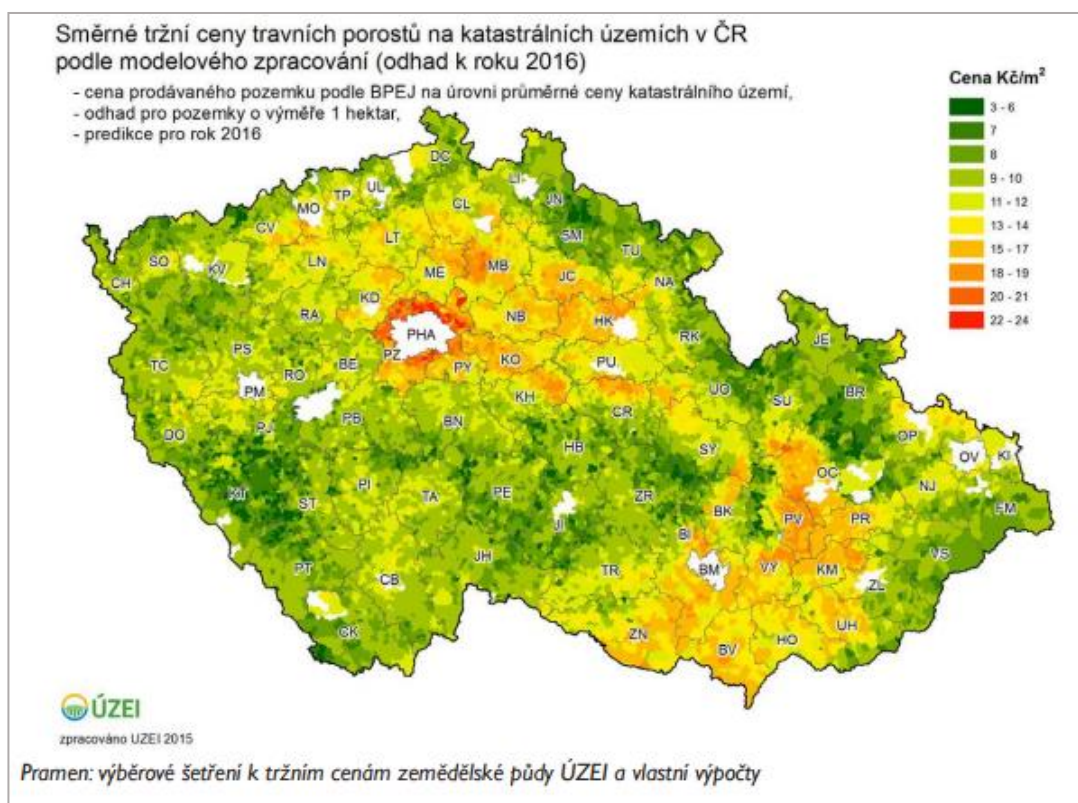 Směrné tržní ceny travních porostů na katastrálních územích v ČR
podle modelového zpracování (odhad k roku 2016)
- cena prodávaného pozemku podle BPEJ na úrovni průměrné ceny katastrálního území,
- odhad pro pozemky o výměře 1 hektar,
- predikce pro rok 2016
Cena Kč/m²
3 - 6
7
8
9 - 10
11 - 12
13 - 14
15 - 17
18 - 19
20 - 21
22 - 24
DC
UL
LI
TP
MO
CL
JN
CV
LT
SM
TU
SO
KV
LN
ME
MB
JC
NA
CH
KD
RA
NB
HK
PHA
RK
PS
PZ
KO
JE
TC
RO
BE
PY
PU
PM
KH
UO
SU
BR
PB
BN
CR
DO
PJ
HB
SY
OP
OV
KI
OC
PI
KT
ST
TA
PE
ZR
NJ
FM
JI
BK
PV
PR
BI
VS
PT
JH
TR
BM
VY
KM
CB
ZL
CK
ZN
UH
HO
BV
ÚZEI
zpracováno UZEI 2015
Pramen: výběrové šetření k tržním cenám zemědělské půdy ÚZEI a vlastní výpočty